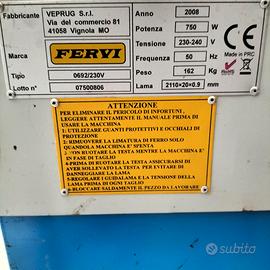 Fabbricante
VEPRUG S.r.l.
Via del commercio 81
41058 Vignola MO
Marca
FERVI
Tipo
0692/230V
Lotto n°
07500806
Anno
2008
Potenza
750
W
Tensione
230-240
V
Frequenza
50
Hz
Peso
162
Kg
Lama
2110×20×0.9
mm
CE
Made in PRC
ATTENZIONE
PER ELIMINARE IL PERICOLO DI INFORTUNI,
LEGGERE ATTENTAMENTE IL MANUALE PRIMA DI
USARE LA MACCHINA
1: UTILIZZARE GUANTI PROTETTIVI E OCCHIALI DI
PROTEZIONE
2: RIMUOVERE LA LIMATURA DI FERRO SOLO
QUANDOLA MACCHINA E' SPENTA
3: NON RUOTARE LA TESTA MENTRE LA MACCHINA E'
IN FASE DI TAGLIO
4: PRIMA DI RUOTARE LA TESTA ASSICURARSI DI
AVER SOLLEVATO LA TESTA PER EVITARE DI
DANNEGGIARE LA LAMA
5: REGOLARE I GUIDALAMA E LA TENSIONE DELLA
LAMA PRIMA DI OGNI TAGLIO
6: BLOCCARE SALDAMENTE IL PEZZO DA LAVORARE
subito